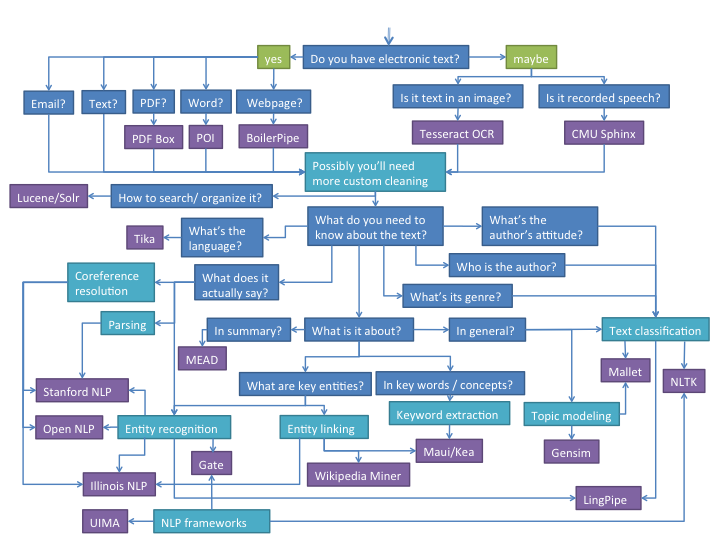 Do you have electronic text?
yes
maybe
Email?
Text?
PDF?
Word?
Webpage?
Is it text in an image?
Is it recorded speech?
PDF Box
POI
BoilerPipe
Tesseract OCR
CMU Sphinx
Possibly you'll need
more custom cleaning
Lucene/Solr
How to search/ organize it?
What do you need to
know about the text?
What's the
author's attitude?
Tika
What's the
language?
Who is the author?
Coreference
resolution
What does it
actually say?
What's its genre?
Parsing
In summary?
What is it about?
In general?
Text classification
MEAD
Mallet
NLTK
Stanford NLP
What are key entities?
In key words / concepts?
Keyword extraction
Topic modeling
Open NLP
Entity recognition
Entity linking
Maui/Kea
Gensim
Gate
Wikipedia Miner
Illinois NLP
LingPipe
UIMA
NLP frameworks